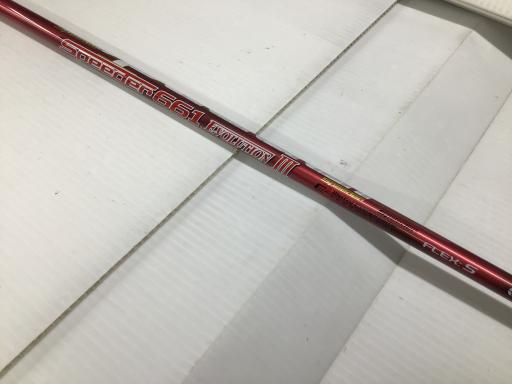 Speeder 661 EVOLUTION III
FLEX:S